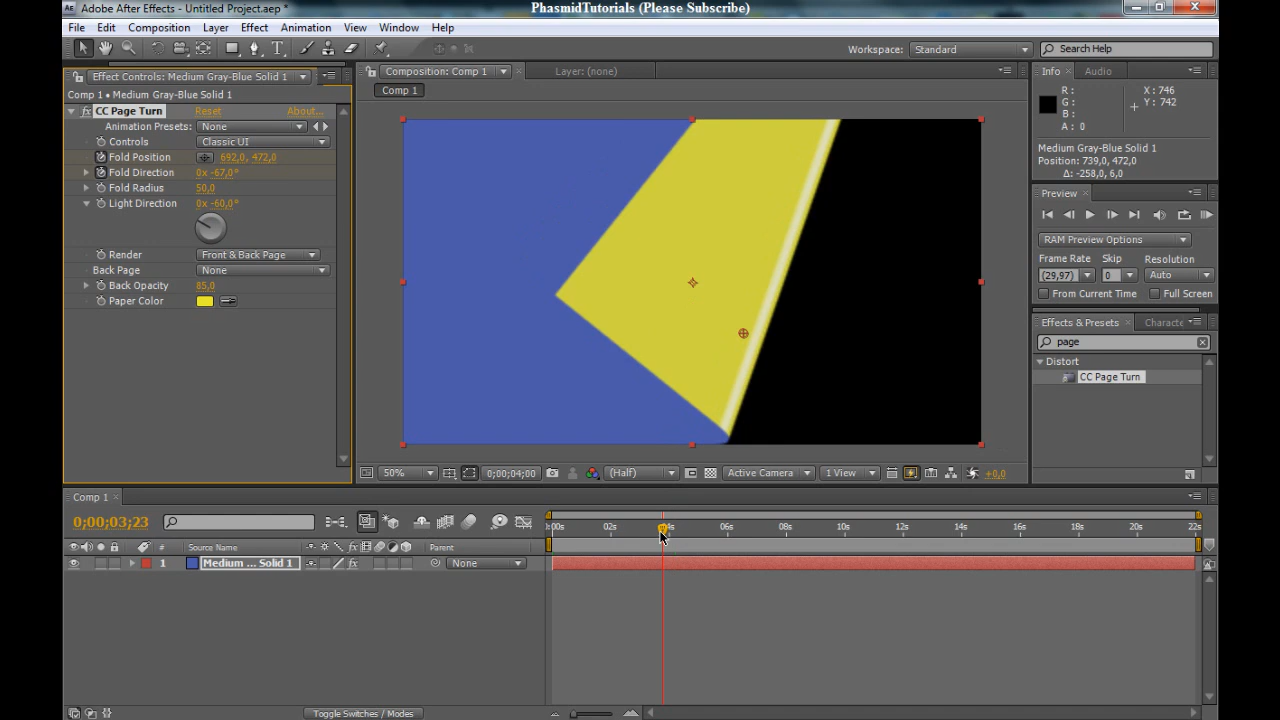 PhasmidTutorials (Please Subscribe)
Adobe After Effects - Untitled Project.aep *
File Edit Composition Layer Effect Animation View Window Help
Workspace: Standard Search Help
Effect Controls: Medium Gray-Blue Solid 1
Comp 1 • Medium Gray-Blue Solid 1
fx CC Page Turn Reset About...
Animation Presets: None
Controls Classic UI
Fold Position 692,0, 472,0
Fold Direction 0x -67,0°
Fold Radius 50,0
Light Direction 0x -60,0°
Render Front & Back Page
Back Page None
Back Opacity 85,0
Paper Color
Composition: Comp 1 Layer: (none)
Comp 1
50% 0;00;04;00 (Half) Active Camera 1 View +0,0
Info Audio
R: X : 746
G: Y : 742
B:
A : 0
Medium Gray-Blue Solid 1
Position: 739,0, 472,0
Δ: -258,0, 6,0
Preview
RAM Preview Options
Frame Rate Skip Resolution
(29,97) 0 Auto
From Current Time Full Screen
Effects & Presets Characte
page
Distort
CC Page Turn
Comp 1
0;00;03;23
:00s 02s 04s 06s 08s 10s 12s 14s 16s 18s 20s 22s
# Source Name fx Parent
1 Medium ... Solid 1 fx None
Toggle Switches / Modes